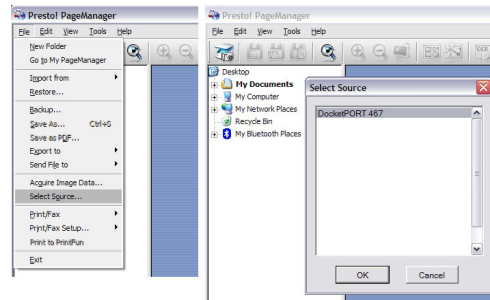 Presto! PageManager
File Edit View Tools Help
New Folder
Go to My PageManager
Import from
Restore...
Backup...
Save As... Ctrl+S
Save as PDF...
Export to
Send File to
Acquire Image Data...
Select Source...
Print/Fax
Print/Fax Setup...
Print to PrintFun
Exit
Presto! PageManager
File Edit View Tools Help
Desktop
My Documents
My Computer
My Network Places
Recycle Bin
My Bluetooth Places
Select Source
DocketPORT 467
OK Cancel